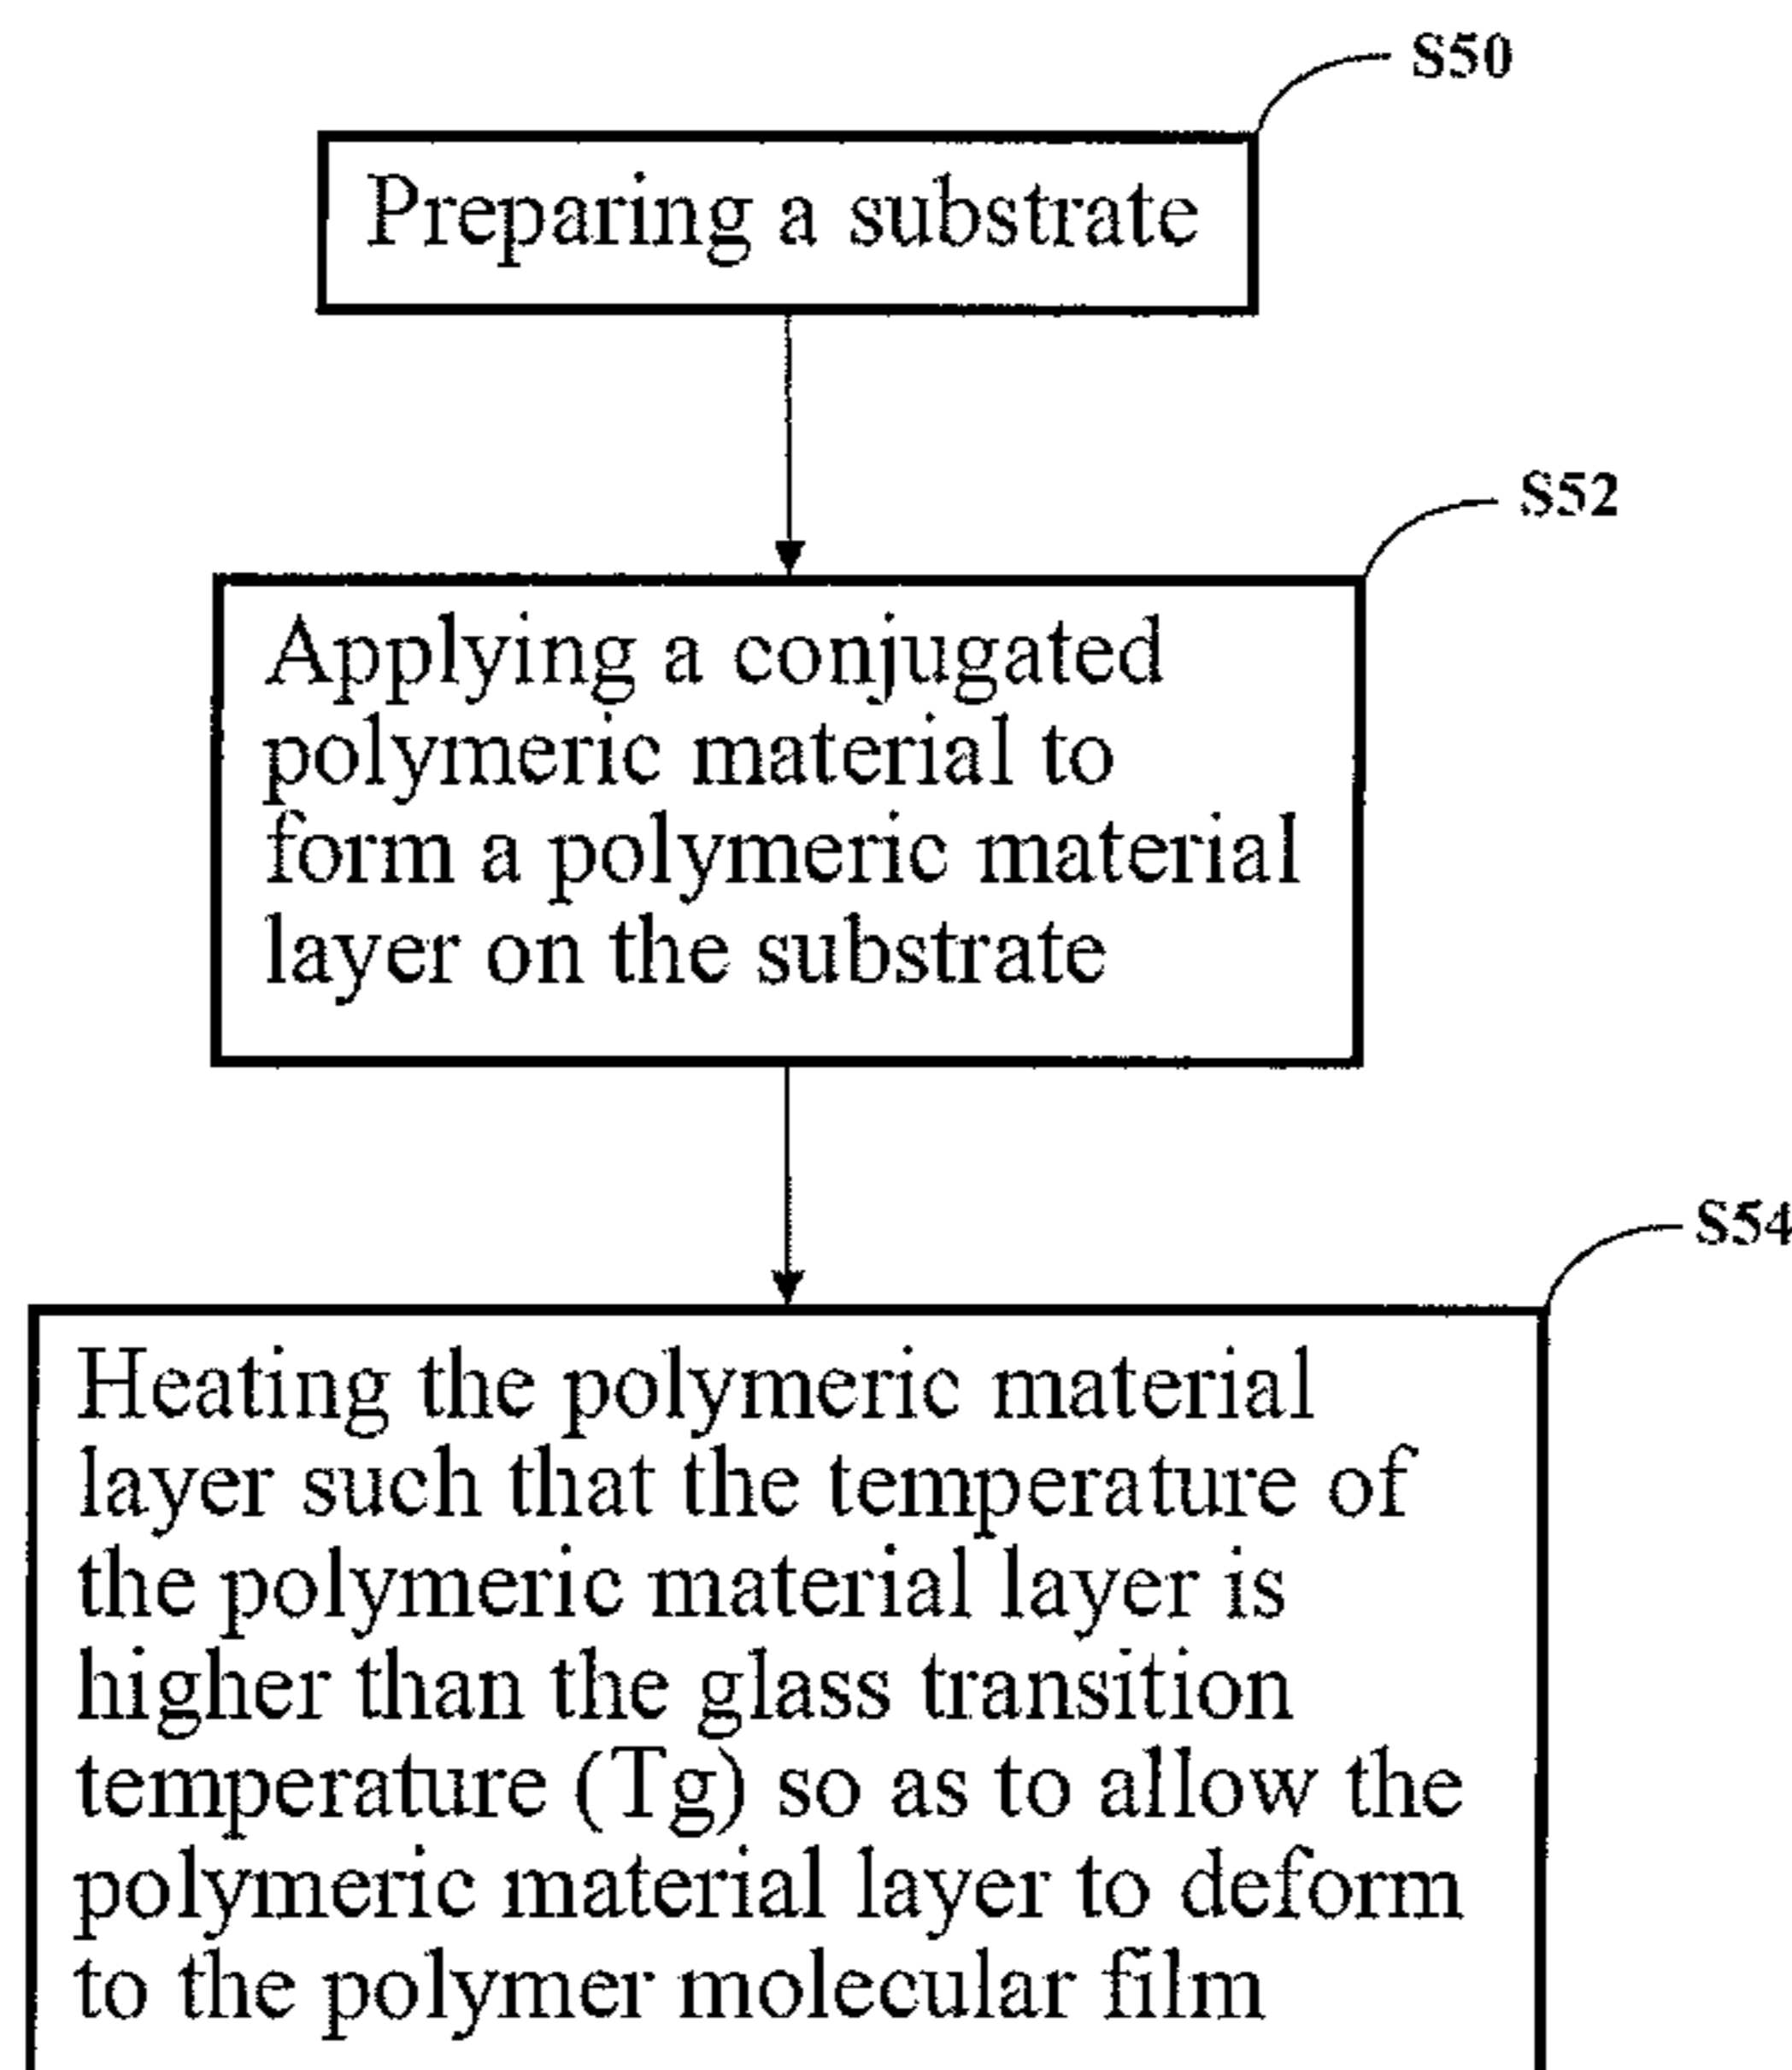 S50
Preparing a substrate
S52
Applying a conjugated
polymeric material to
form a polymeric material
layer on the substrate
S54
Heating the polymeric material
layer such that the temperature of
the polymeric material layer is
higher than the glass transition
temperature (Tg) so as to allow the
polymeric material layer to deform
to the polymer molecular film